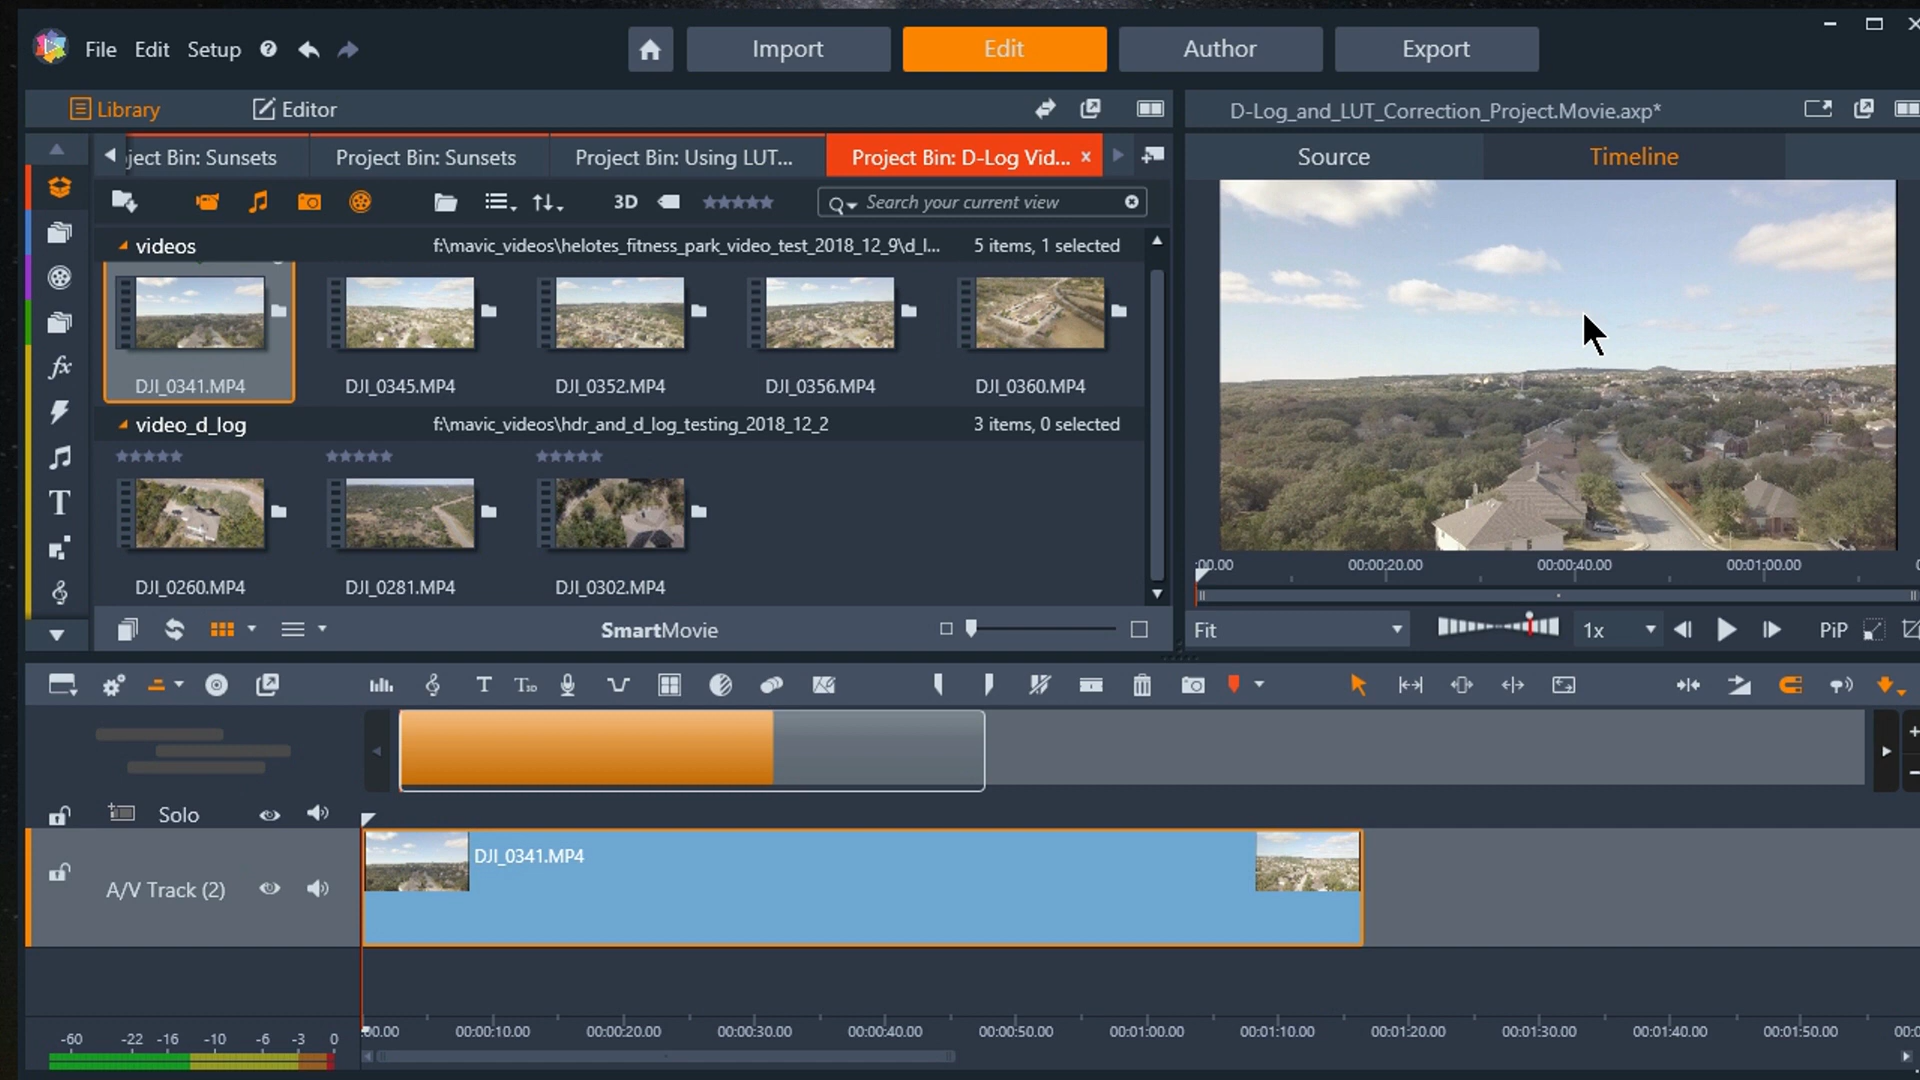 File Edit Setup
Import Edit Author Export
Library Editor
D-Log_and_LUT_Correction_Project.Movie.axp*
ject Bin: Sunsets Project Bin: Sunsets Project Bin: Using LUT... Project Bin: D-Log Vid... x
Source Timeline
3D Search your current view
videos f:\mavic_videos\helotes_fitness_park_video_test_2018_12_9\d_l... 5 items, 1 selected
DJI_0341.MP4 DJI_0345.MP4 DJI_0352.MP4 DJI_0356.MP4 DJI_0360.MP4
video_d_log f:\mavic_videos\hdr_and_d_log_testing_2018_12_2 3 items, 0 selected
DJI_0260.MP4 DJI_0281.MP4 DJI_0302.MP4
:00.00 00:00:20.00 00:00:40.00 00:01:00.00
SmartMovie
Fit 1x PiP
Solo
DJI_0341.MP4
A/V Track (2)
-60 -22 -16 -10 -6 -3 0
:00.00 00:00:10.00 00:00:20.00 00:00:30.00 00:00:40.00 00:00:50.00 00:01:00.00 00:01:10.00 00:01:20.00 00:01:30.00 00:01:40.00 00:01:50.00